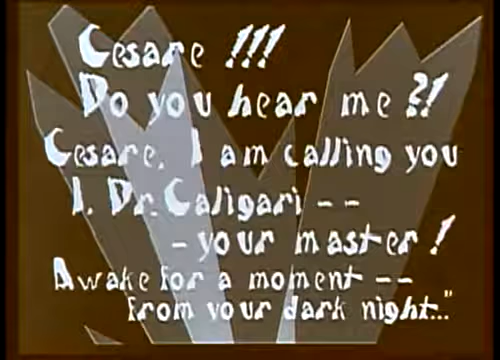 Cesare !!!
Do you hear me ?!
Cesare, I am calling you
I, Dr. Caligari --
- your master !
Awake for a moment --
from your dark night..."